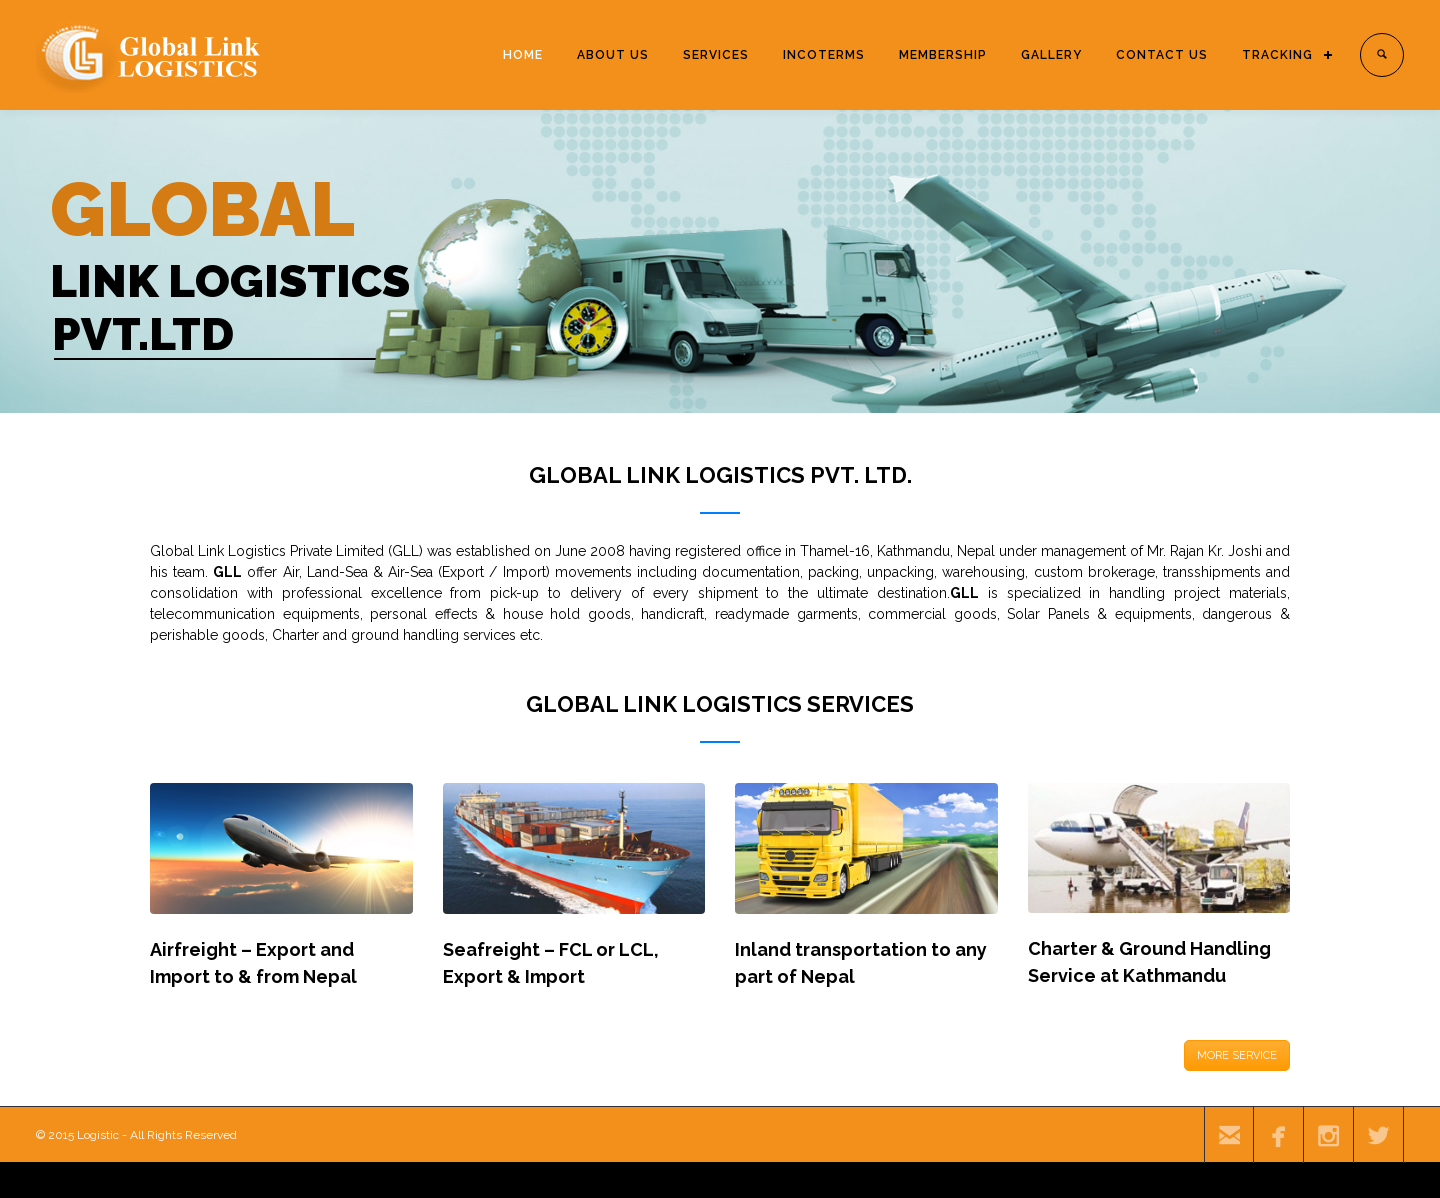 Global Link
LOGISTICS
HOME ABOUT US SERVICES INCOTERMS MEMBERSHIP GALLERY CONTACT US TRACKING +
GLOBAL
LINK LOGISTICS
PVT.LTD
GLOBAL LINK LOGISTICS PVT. LTD.
Global Link Logistics Private Limited (GLL) was established on June 2008 having registered office in Thamel-16, Kathmandu, Nepal under management of Mr. Rajan Kr. Joshi and
his team. GLL offer Air, Land-Sea & Air-Sea (Export / Import) movements including documentation, packing, unpacking, warehousing, custom brokerage, transshipments and
consolidation with professional excellence from pick-up to delivery of every shipment to the ultimate destination.GLL is specialized in handling project materials,
telecommunication equipments, personal effects & house hold goods, handicraft, readymade garments, commercial goods, Solar Panels & equipments, dangerous &
perishable goods, Charter and ground handling services etc.
GLOBAL LINK LOGISTICS SERVICES
Airfreight – Export and
Import to & from Nepal
Seafreight – FCL or LCL,
Export & Import
Inland transportation to any
part of Nepal
Charter & Ground Handling
Service at Kathmandu
MORE SERVICE
© 2015 Logistic - All Rights Reserved